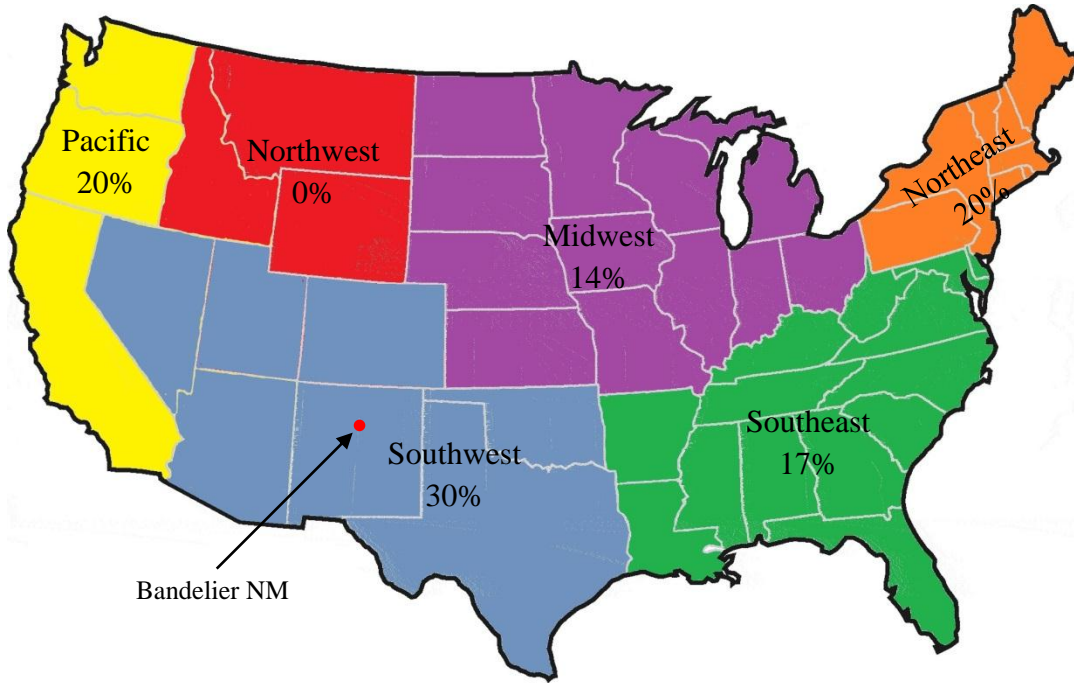 Pacific
20%
Northwest
0%
Northeast
20%
Midwest
14%
Southeast
17%
Southwest
30%
Bandelier NM